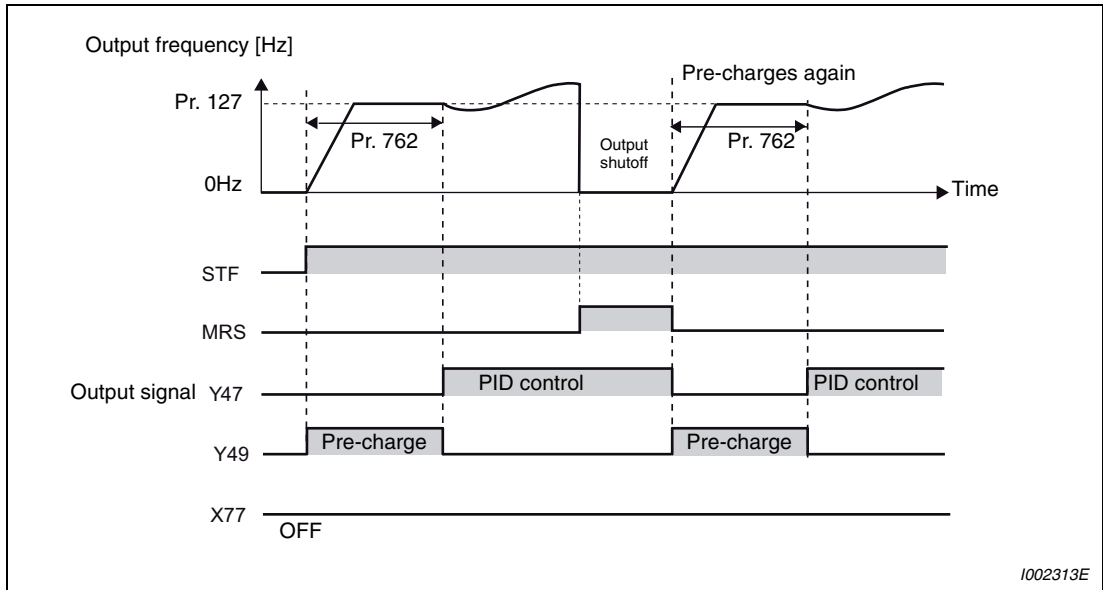 Output frequency [Hz]
Pre-charges again
Pr. 127
Pr. 762
Output
shutoff
Pr. 762
0Hz
Time
STF
MRS
Output signal Y47
PID control
PID control
Y49
Pre-charge
Pre-charge
X77
OFF
I002313E